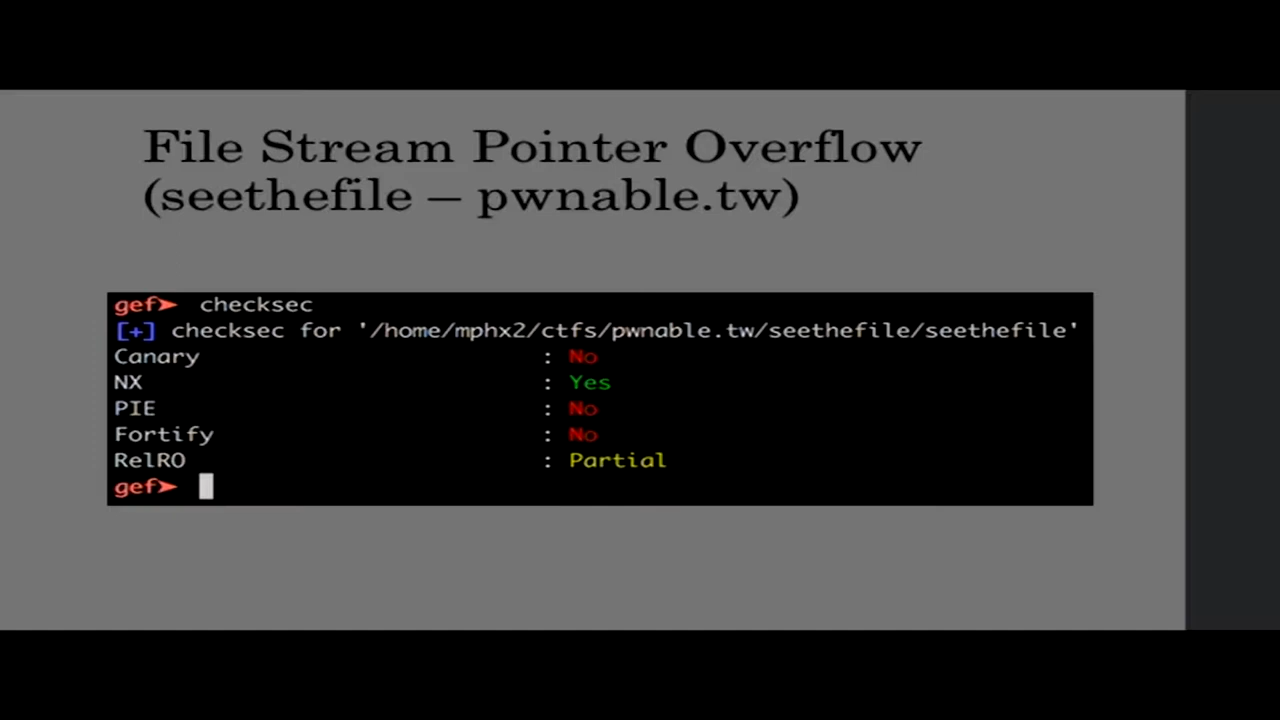 File Stream Pointer Overflow
(seethefile – pwnable.tw)
gef➤ checksec
[+] checksec for '/home/mphx2/ctfs/pwnable.tw/seethefile/seethefile'
Canary : No
NX : Yes
PIE : No
Fortify : No
RelRO : Partial
gef➤